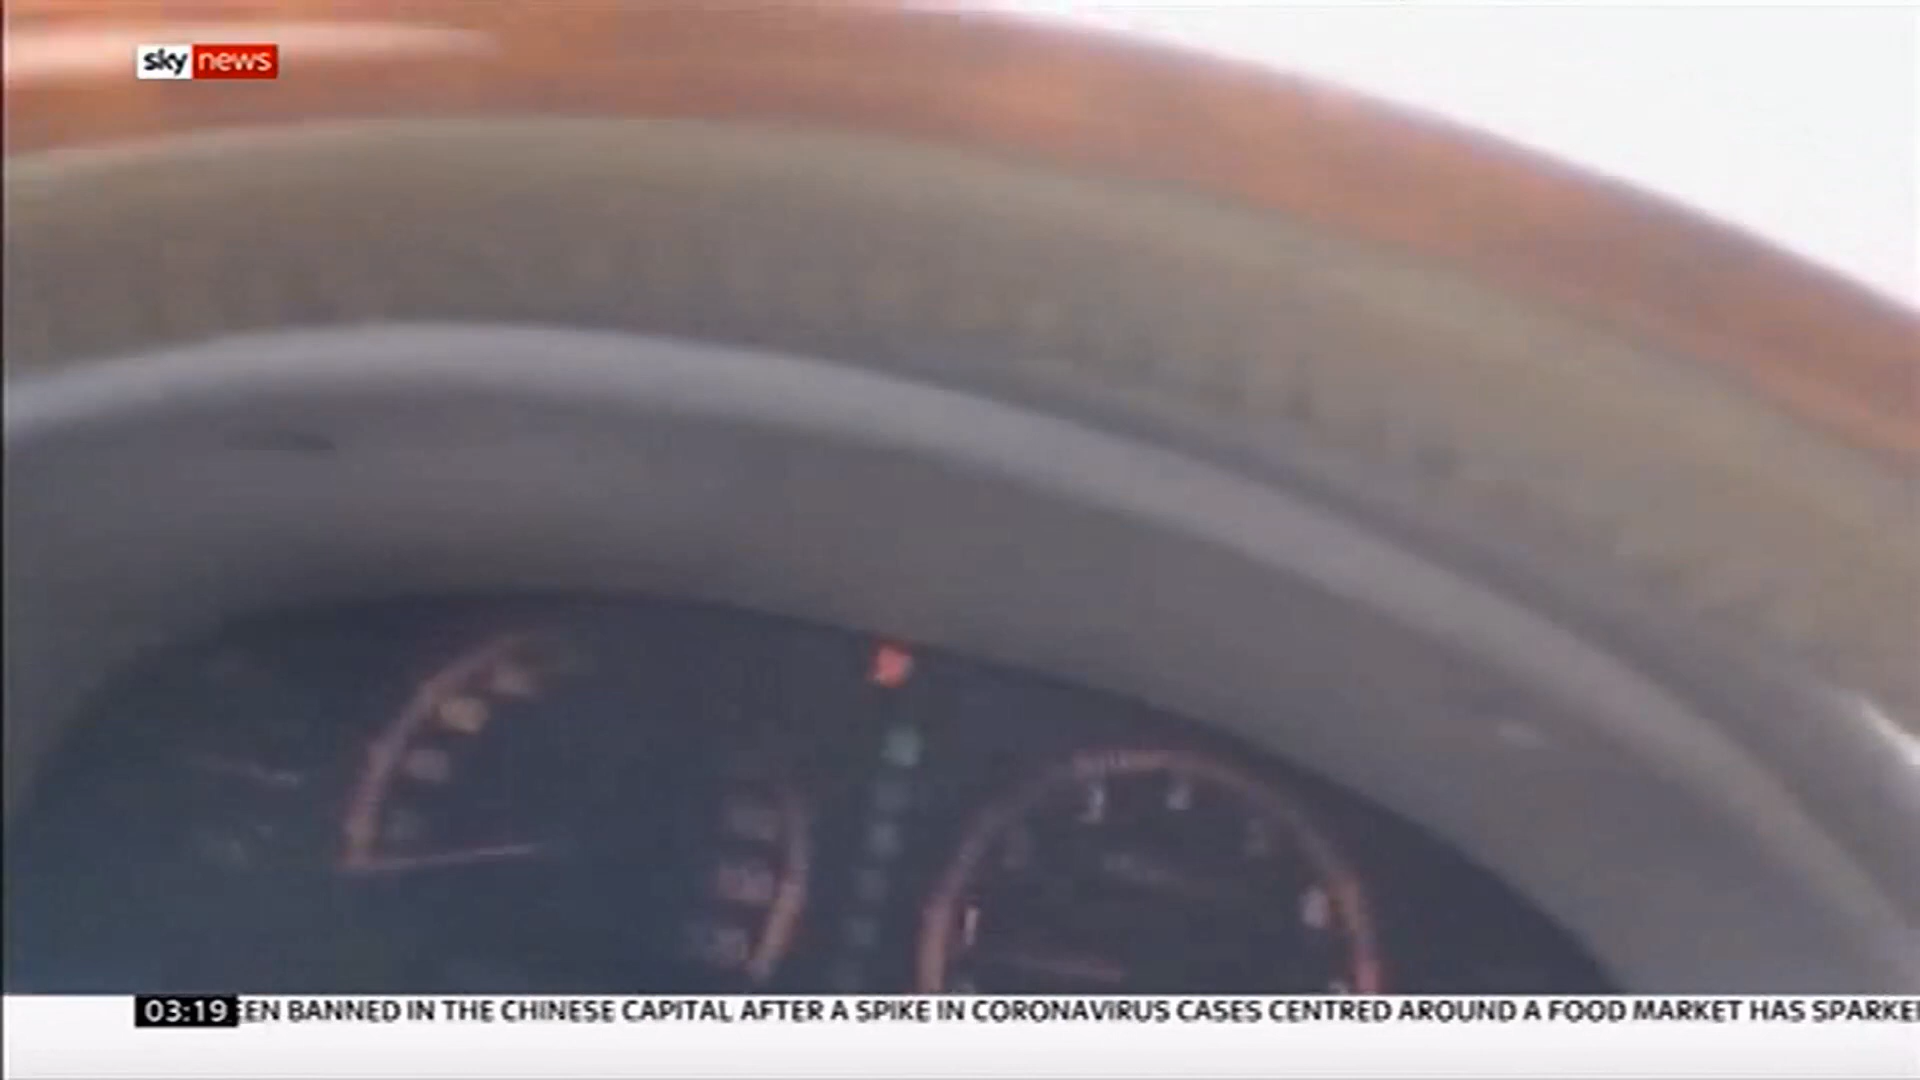 sky news
03:19 EEN BANNED IN THE CHINESE CAPITAL AFTER A SPIKE IN CORONAVIRUS CASES CENTRED AROUND A FOOD MARKET HAS SPARKE